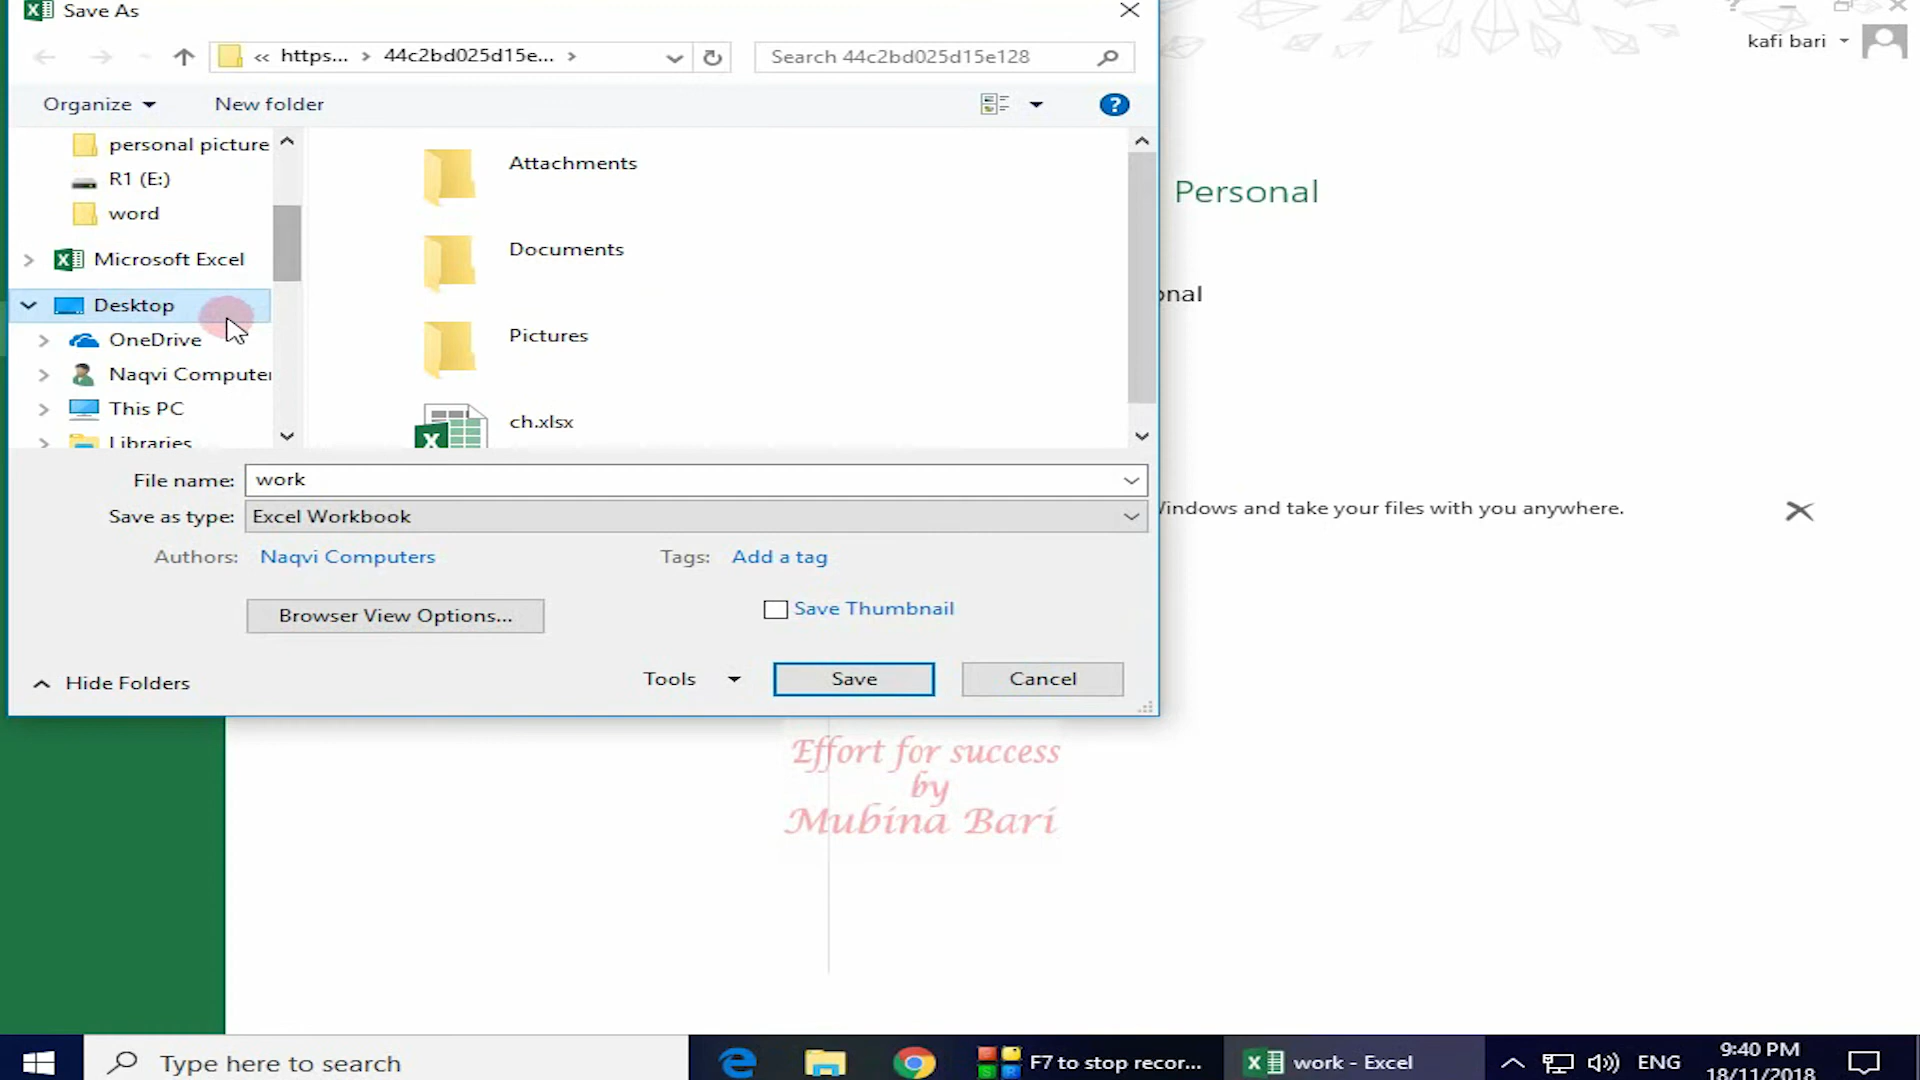 Save As
kafi bari
« https... > 44c2bd025d15e... >
Search 44c2bd025d15e128
Organize
New folder
?
personal picture
R1 (E:)
word
Microsoft Excel
Desktop
OneDrive
Naqvi Computer
This PC
Libraries
Attachments
Documents
Pictures
ch.xlsx
Personal
onal
File name: work
Save as type: Excel Workbook
Authors: Naqvi Computers
Tags: Add a tag
Windows and take your files with you anywhere.
Browser View Options...
Save Thumbnail
Hide Folders
Tools
Save
Cancel
Effort for success
by
Mubina Bari
Type here to search
F7 to stop recor...
work - Excel
ENG
9:40 PM
18/11/2018